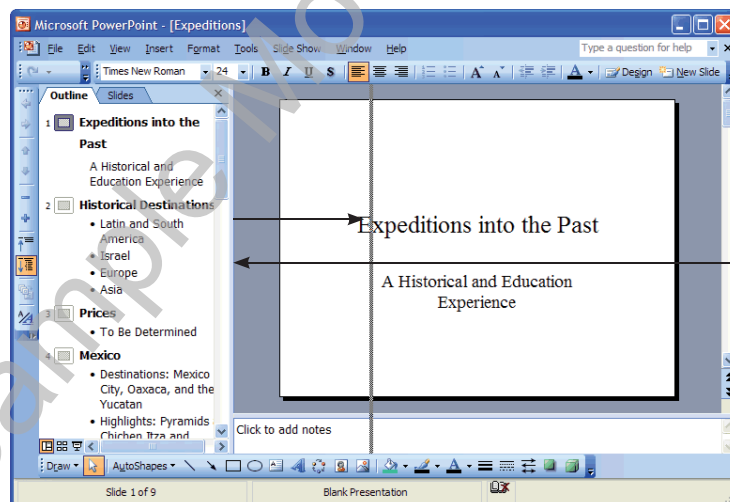 Microsoft PowerPoint - [Expeditions]
File Edit View Insert Format Tools Slide Show Window Help Type a question for help
Times New Roman 24 B I U S A A A Design New Slide
Outline Slides
1 Expeditions into the
Past
A Historical and
Education Experience
2 Historical Destinations
• Latin and South
America
• Israel
• Europe
• Asia
3 Prices
• To Be Determined
4 Mexico
• Destinations: Mexico
City, Oaxaca, and the
Yucatan
• Highlights: Pyramids
Chichen Itza and
Expeditions into the Past
A Historical and Education
Experience
Click to add notes
Draw AutoShapes A A
Slide 1 of 9 Blank Presentation
ample Mo